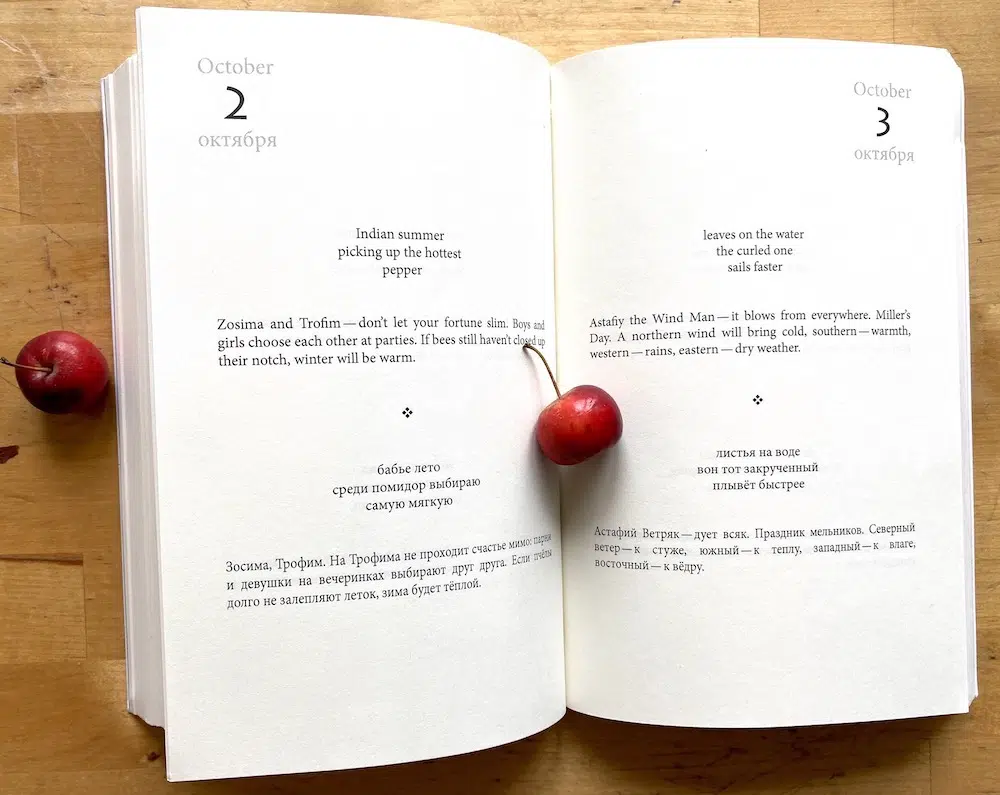 October
2
октября
Indian summer
picking up the hottest
pepper
Zosima and Trofim — don't let your fortune slim. Boys and
girls choose each other at parties. If bees still haven't closed up
their notch, winter will be warm.
❖
бабье лето
среди помидор выбираю
самую мягкую
Зосима, Трофим. На Трофима не проходит счастье мимо: парни
и девушки на вечеринках выбирают друг друга. Если пчёлы
долго не залепляют леток, зима будет тёплой.
October
3
октября
leaves on the water
the curled one
sails faster
Astafiy the Wind Man — it blows from everywhere. Miller's
Day. A northern wind will bring cold, southern — warmth,
western — rains, eastern — dry weather.
❖
листья на воде
вон тот закрученный
плывёт быстрее
Астафий Ветряк — дует всяк. Праздник мельников. Северный
ветер — к стуже, южный — к теплу, западный — к влаге,
восточный — к вёдру.